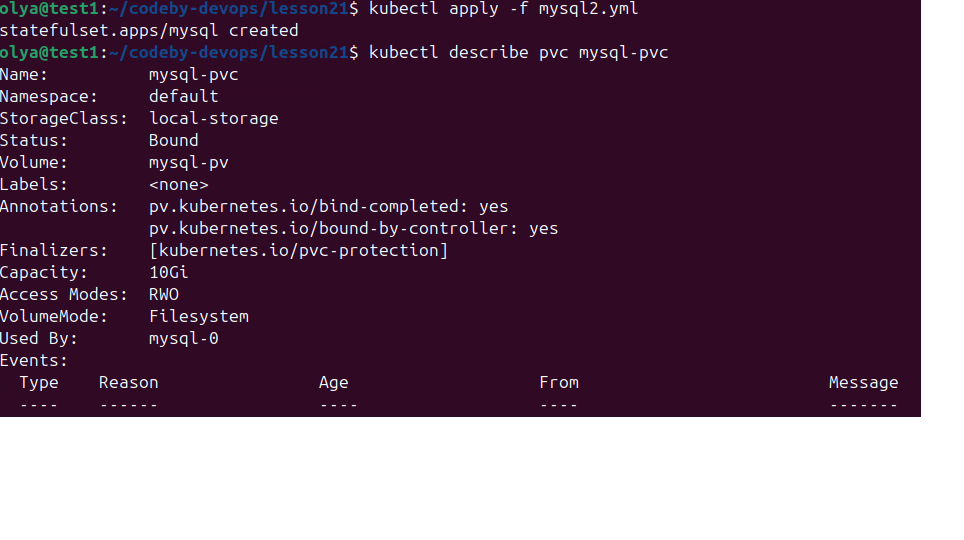 olya@test1:~/codeby-devops/lesson21$ kubectl apply -f mysql2.yml
statefulset.apps/mysql created
olya@test1:~/codeby-devops/lesson21$ kubectl describe pvc mysql-pvc
Name:          mysql-pvc
Namespace:     default
StorageClass:  local-storage
Status:        Bound
Volume:        mysql-pv
Labels:        <none>
Annotations:   pv.kubernetes.io/bind-completed: yes
               pv.kubernetes.io/bound-by-controller: yes
Finalizers:    [kubernetes.io/pvc-protection]
Capacity:      10Gi
Access Modes:  RWO
VolumeMode:    Filesystem
Used By:       mysql-0
Events:
  Type    Reason                Age                   From                         Message
  ----    ------                ----                  ----                         -------